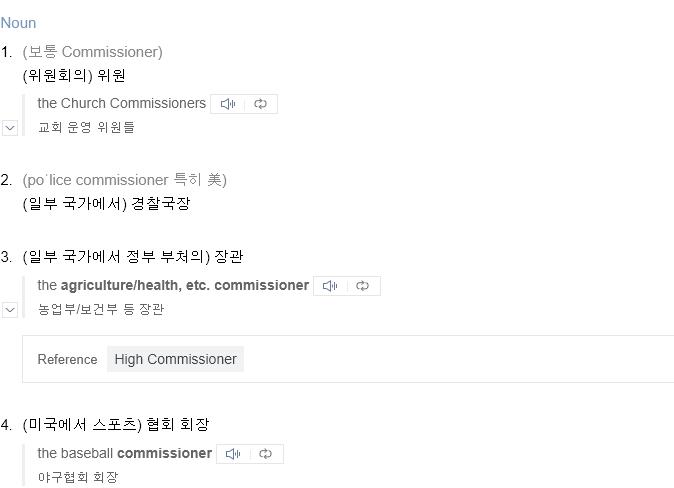 Noun
1. (보통 Commissioner)
(위원회의) 위원
the Church Commissioners
교회 운영 위원들
2. (poˈlice commissioner 특히 美)
(일부 국가에서) 경찰국장
3. (일부 국가에서 정부 부처의) 장관
the agriculture/health, etc. commissioner
농업부/보건부 등 장관
Reference High Commissioner
4. (미국에서 스포츠) 협회 회장
the baseball commissioner
야구협회 회장